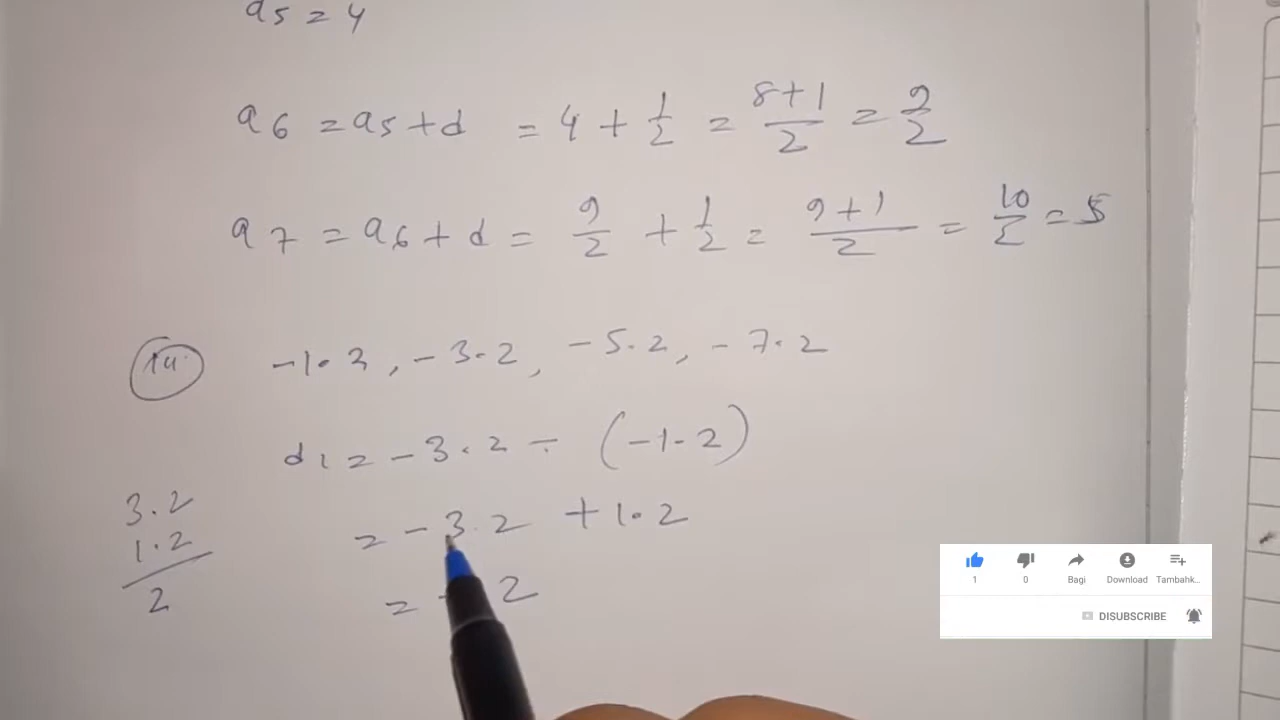 a5 = 4
a6 = a5 + d = 4 + 1/2 = 8+1/2 = 9/2
a7 = a6 + d = 9/2 + 1/2 = 9+1/2 = 10/2 = 5
-1.2, -3.2, -5.2, -7.2
d1 = -3.2 - (-1.2)
= -3.2 + 1.2
3.2
1.2
2
= - 2
1 0 Bagi Download Tambahk...
DISUBSCRIBE